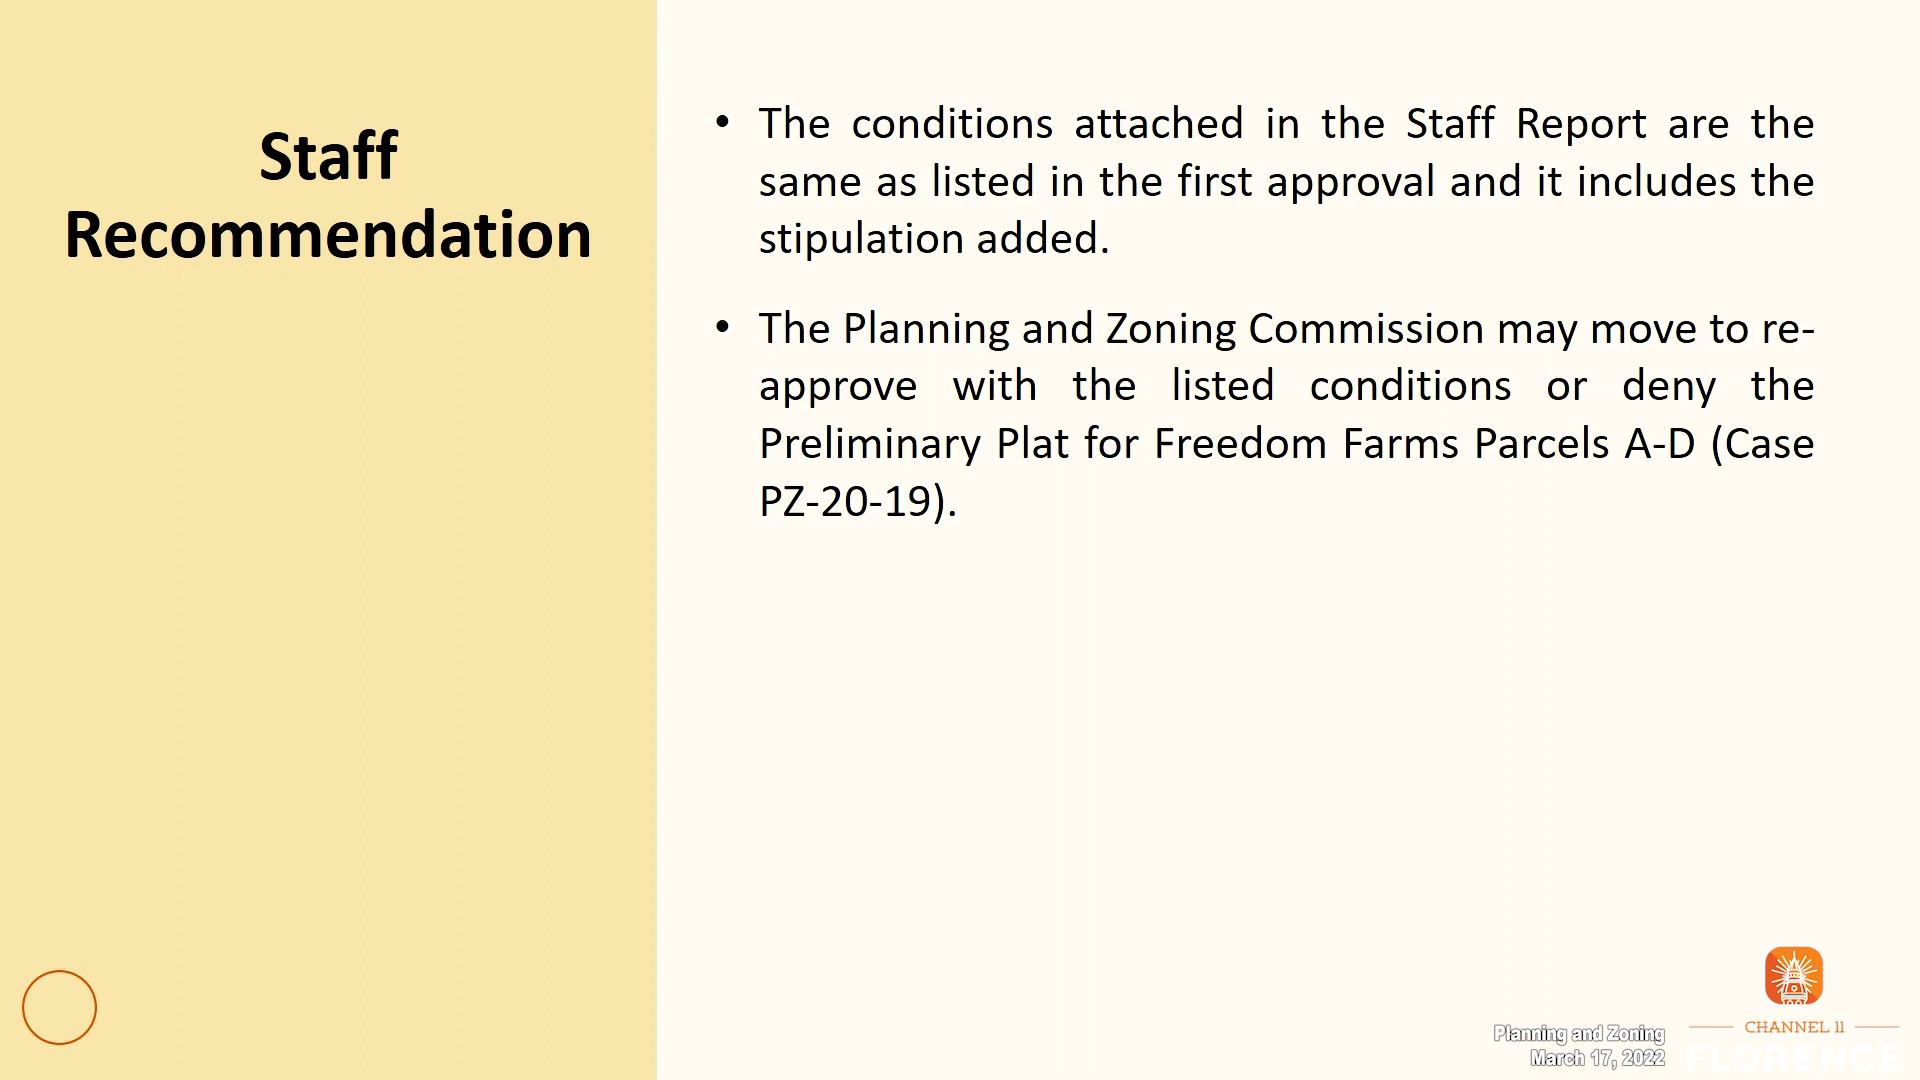 Staff
Recommendation
• The conditions attached in the Staff Report are the
same as listed in the first approval and it includes the
stipulation added.
• The Planning and Zoning Commission may move to re-
approve with the listed conditions or deny the
Preliminary Plat for Freedom Farms Parcels A-D (Case
PZ-20-19).
Planning and Zoning
March 17, 2022
CHANNEL 11
FLORENCE